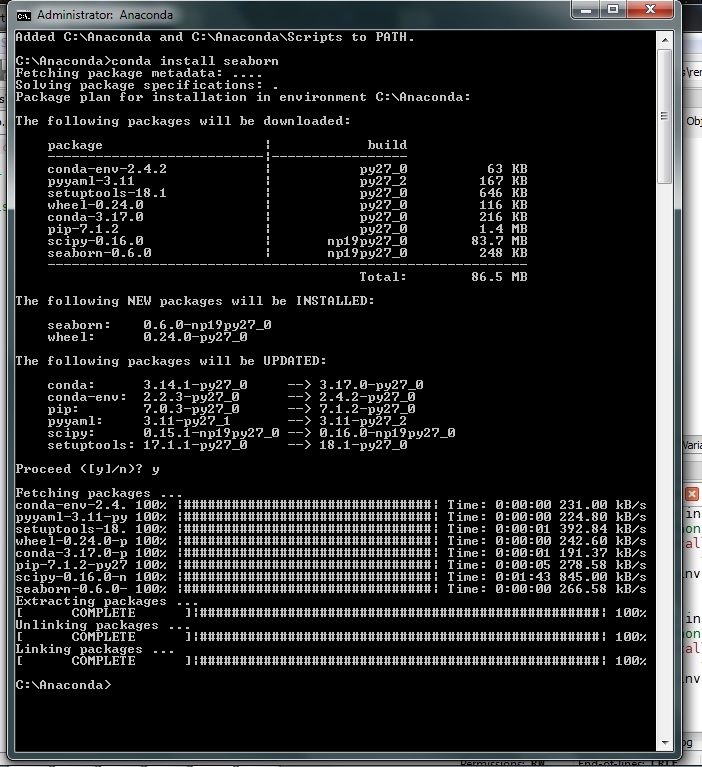 Administrator: Anaconda
Added C:\Anaconda and C:\Anaconda\Scripts to PATH.
C:\Anaconda>conda install seaborn
Fetching package metadata: ....
Solving package specifications: .
Package plan for installation in environment C:\Anaconda:
The following packages will be downloaded:
package | build
---------------------------|-----------------
conda-env-2.4.2 | py27_0 63 KB
pyyaml-3.11 | py27_2 167 KB
setuptools-18.1 | py27_0 646 KB
wheel-0.24.0 | py27_0 116 KB
conda-3.17.0 | py27_0 216 KB
pip-7.1.2 | py27_0 1.4 MB
scipy-0.16.0 | np19py27_0 83.7 MB
seaborn-0.6.0 | np19py27_0 248 KB
------------------------------------------------------------
Total: 86.5 MB
The following NEW packages will be INSTALLED:
seaborn: 0.6.0-np19py27_0
wheel: 0.24.0-py27_0
The following packages will be UPDATED:
conda: 3.14.1-py27_0 --> 3.17.0-py27_0
conda-env: 2.2.3-py27_0 --> 2.4.2-py27_0
pip: 7.0.3-py27_0 --> 7.1.2-py27_0
pyyaml: 3.11-py27_1 --> 3.11-py27_2
scipy: 0.15.1-np19py27_0 --> 0.16.0-np19py27_0
setuptools: 17.1.1-py27_0 --> 18.1-py27_0
Proceed ([y]/n)? y
Fetching packages ...
conda-env-2.4. 100% |################################| Time: 0:00:00 231.00 kB/s
pyyaml-3.11-py 100% |################################| Time: 0:00:00 224.80 kB/s
setuptools-18. 100% |################################| Time: 0:00:01 392.84 kB/s
wheel-0.24.0-p 100% |################################| Time: 0:00:00 242.60 kB/s
conda-3.17.0-p 100% |################################| Time: 0:00:01 191.37 kB/s
pip-7.1.2-py27 100% |################################| Time: 0:00:05 278.58 kB/s
scipy-0.16.0-n 100% |################################| Time: 0:01:43 845.00 kB/s
seaborn-0.6.0- 100% |################################| Time: 0:00:00 266.58 kB/s
Extracting packages ...
[ COMPLETE ]|##################################################| 100%
Unlinking packages ...
[ COMPLETE ]|##################################################| 100%
Linking packages ...
[ COMPLETE ]|##################################################| 100%
C:\Anaconda>